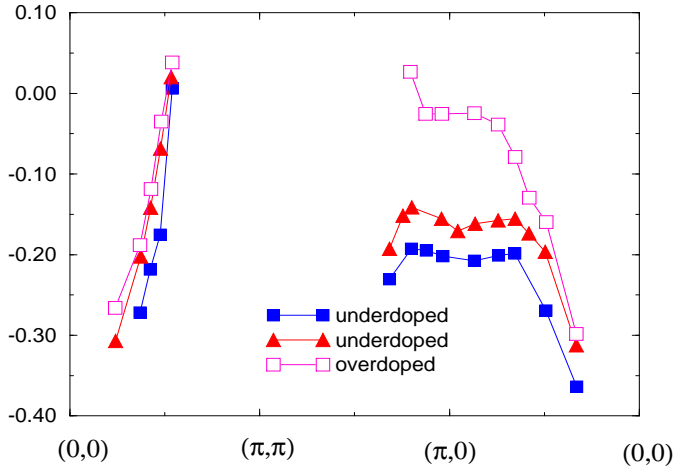 0.10
0.00
-0.10
-0.20
-0.30
-0.40
underdoped
underdoped
overdoped
(0,0) (π,π) (π,0) (0,0)